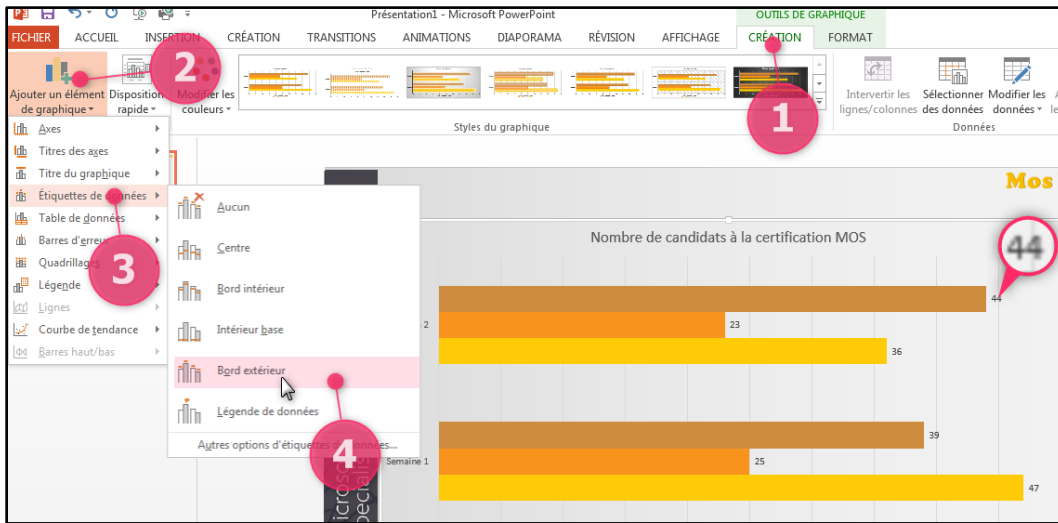 Présentation1 - Microsoft PowerPoint
OUTILS DE GRAPHIQUE
FICHIER ACCUEIL INSERTION CRÉATION TRANSITIONS ANIMATIONS DIAPORAMA RÉVISION AFFICHAGE CRÉATION FORMAT
Ajouter un élément de graphique
Disposition rapide
Modifier les couleurs
Intervertir les lignes/colonnes
Sélectionner des données
Modifier les données
Styles du graphique
Données
1
2
3
4
Axes
Titres des axes
Titre du graphique
Étiquettes de données
Table de données
Barres d'erreur
Quadrillages
Légende
Lignes
Courbe de tendance
Barres haut/bas
Aucun
Centre
Bord intérieur
Intérieur base
Bord extérieur
Légende de données
Autres options d'étiquettes de données...
Mos
Nombre de candidats à la certification MOS
44
44
2
23
36
39
Semaine 1
25
47